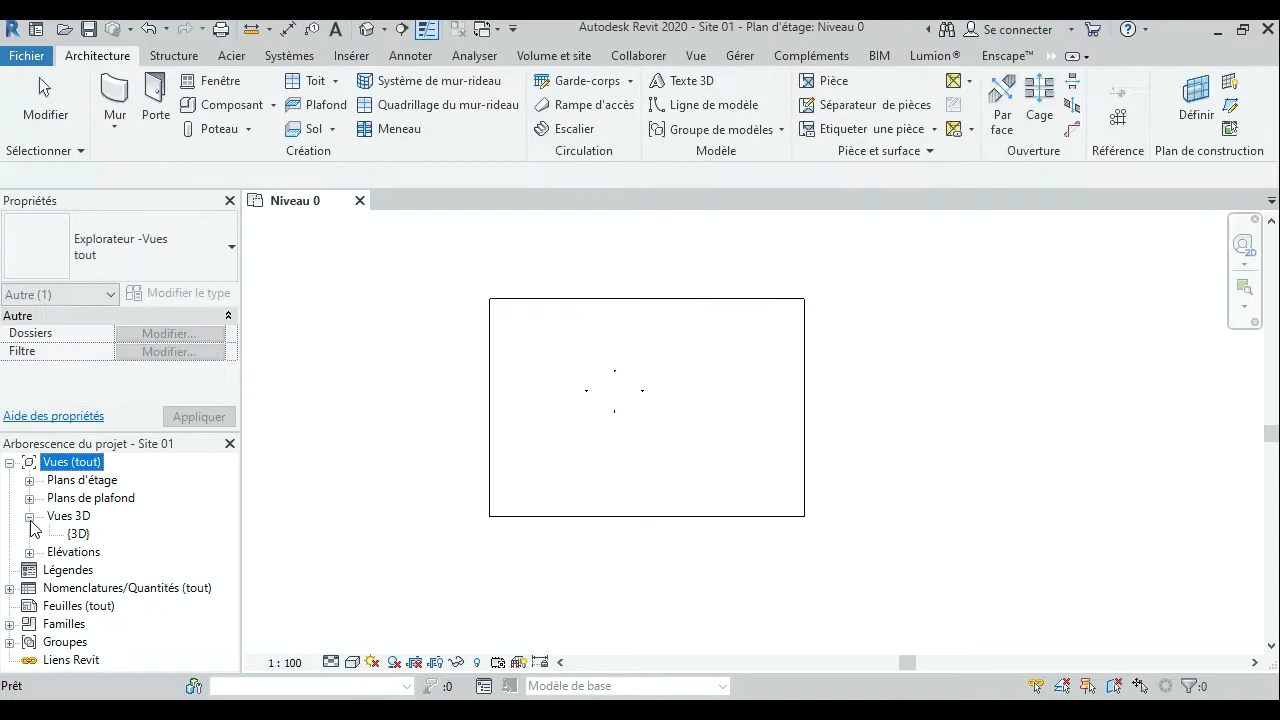 Autodesk Revit 2020 - Site 01 - Plan d'étage: Niveau 0
Se connecter
Fichier Architecture Structure Acier Systèmes Insérer Annoter Analyser Volume et site Collaborer Vue Gérer Compléments BIM Lumion® Enscape™
Modifier
Mur
Porte
Fenêtre
Composant
Poteau
Toit
Plafond
Sol
Système de mur-rideau
Quadrillage du mur-rideau
Meneau
Garde-corps
Rampe d'accès
Escalier
Texte 3D
Ligne de modèle
Groupe de modèles
Pièce
Séparateur de pièces
Etiqueter une pièce
Par face
Cage
Définir
Sélectionner Création Circulation Modèle Pièce et surface Ouverture Référence Plan de construction
Propriétés
Niveau 0
Explorateur -Vues
tout
Autre (1)
Modifier le type
Autre
Dossiers Modifier...
Filtre Modifier...
Aide des propriétés
Appliquer
Arborescence du projet - Site 01
Vues (tout)
Plans d'étage
Plans de plafond
Vues 3D
{3D}
Elévations
Légendes
Nomenclatures/Quantités (tout)
Feuilles (tout)
Familles
Groupes
Liens Revit
2D
1 : 100
Prêt
:0
Modèle de base
:0